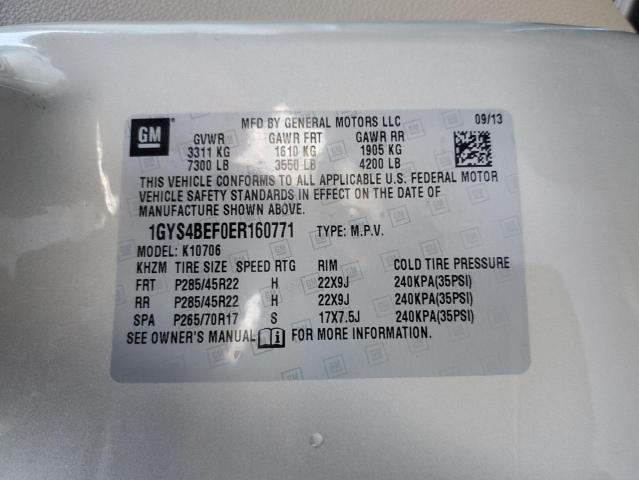 GM
MFD BY GENERAL MOTORS LLC 09/13
GVWR GAWR FRT GAWR RR
3311 KG 1610 KG 1905 KG
7300 LB 3550 LB 4200 LB
THIS VEHICLE CONFORMS TO ALL APPLICABLE U.S. FEDERAL MOTOR
VEHICLE SAFETY STANDARDS IN EFFECT ON THE DATE OF
MANUFACTURE SHOWN ABOVE.
1GYS4BEF0ER160771 TYPE: M.P.V.
MODEL: K10706
KHZM TIRE SIZE SPEED RTG RIM COLD TIRE PRESSURE
FRT P285/45R22 H 22X9J 240KPA(35PSI)
RR P285/45R22 H 22X9J 240KPA(35PSI)
SPA P265/70R17 S 17X7.5J 240KPA(35PSI)
SEE OWNER'S MANUAL FOR MORE INFORMATION.